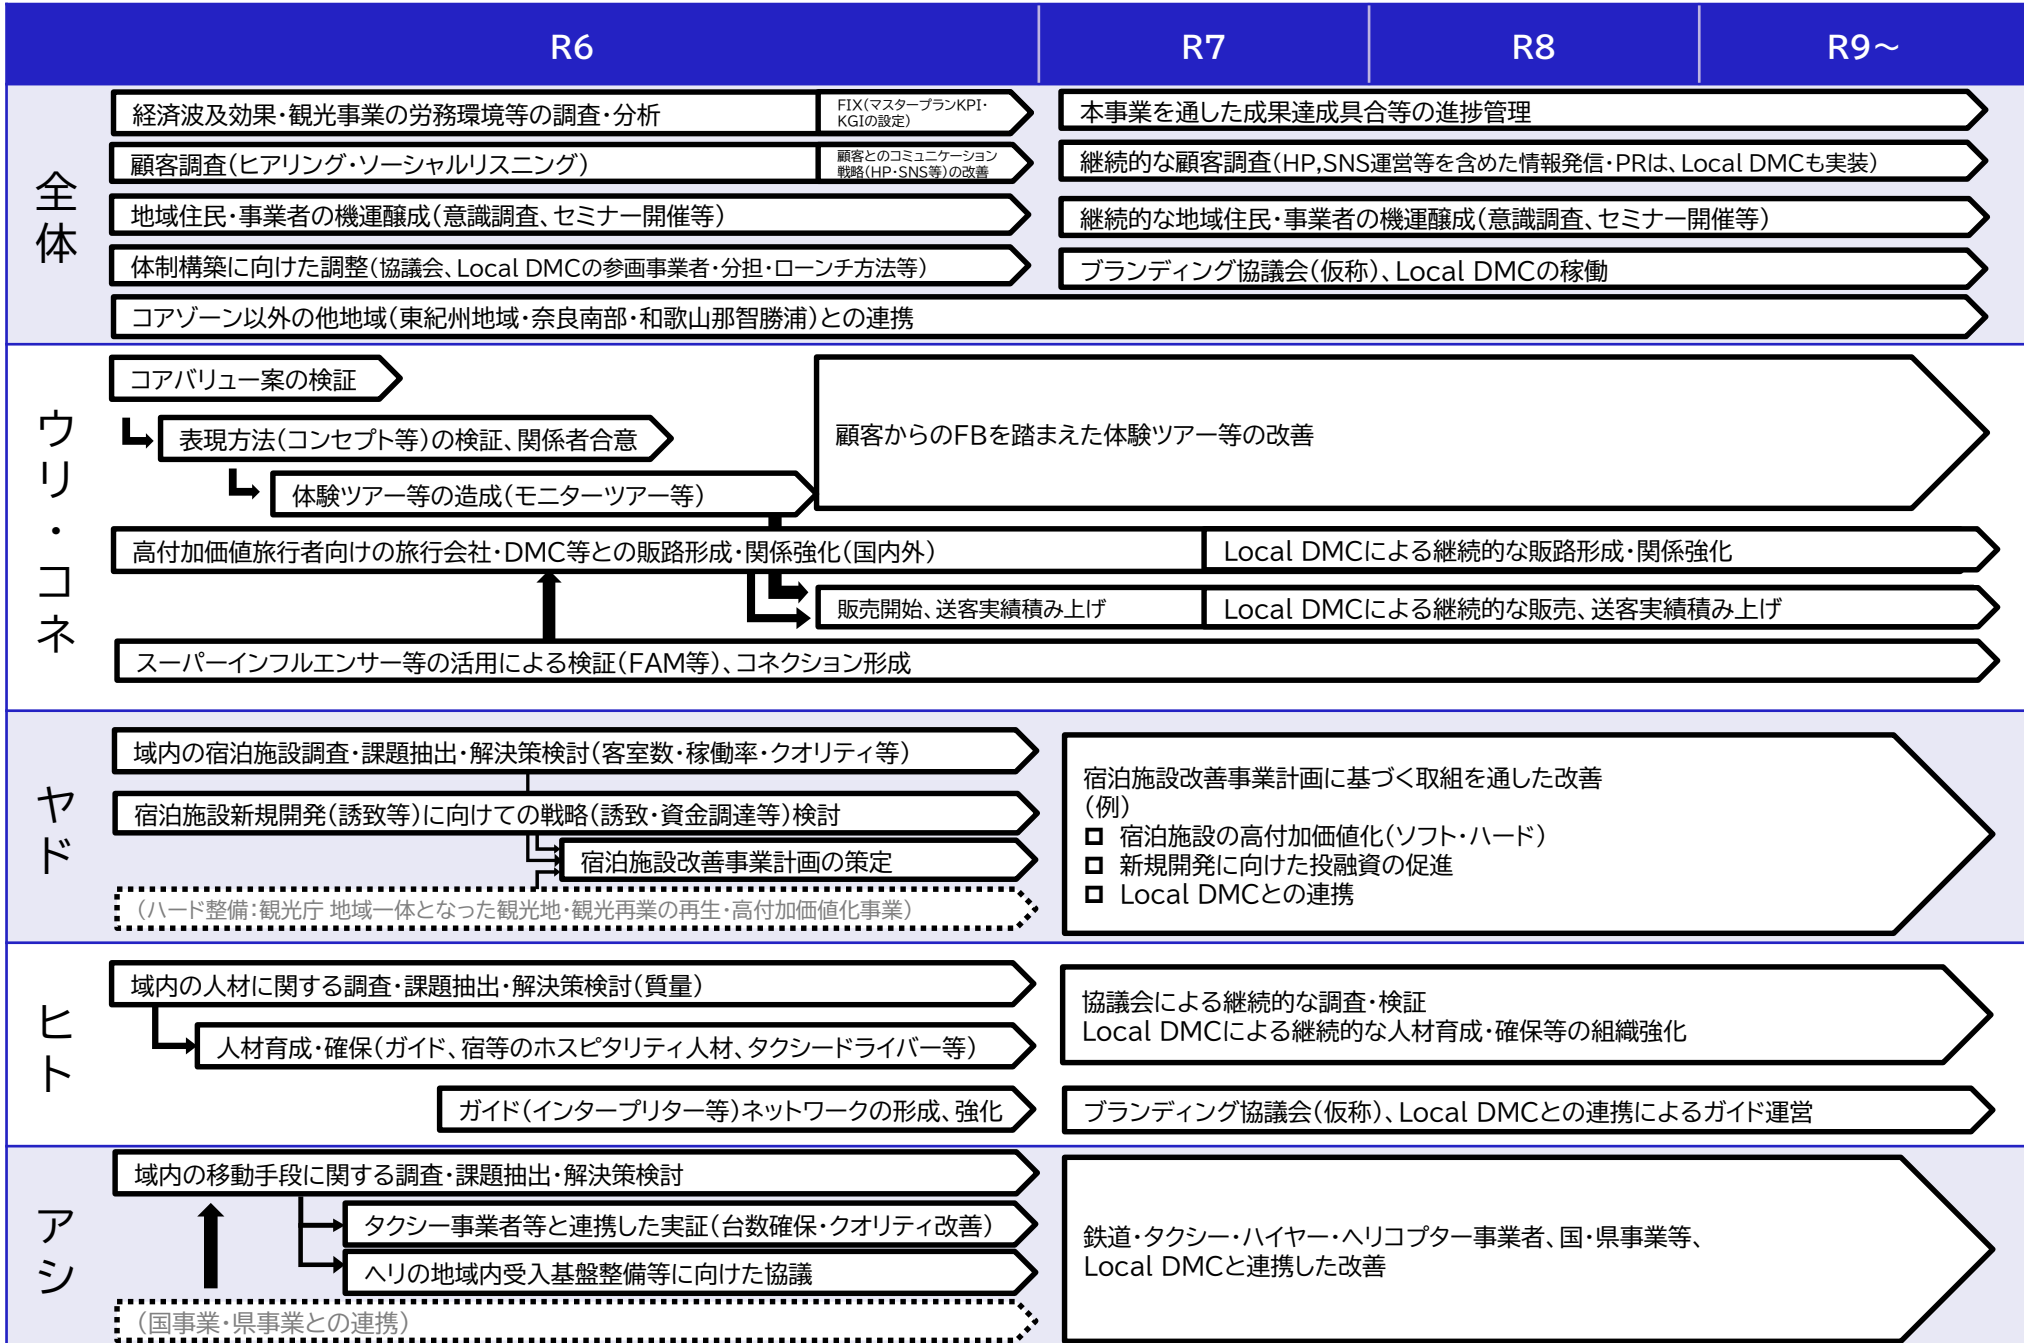 R6
R7
R8
R9～
全体
経済波及効果・観光事業の労務環境等の調査・分析
FIX(マスタープランKPI・
KGIの設定)
本事業を通した成果達成具合等の進捗管理
顧客調査(ヒアリング・ソーシャルリスニング)
顧客とのコミュニケーション
戦略(HP・SNS等)の改善
継続的な顧客調査(HP,SNS運営等を含めた情報発信・PRは、Local DMCも実装)
地域住民・事業者の機運醸成(意識調査、セミナー開催等)
継続的な地域住民・事業者の機運醸成(意識調査、セミナー開催等)
体制構築に向けた調整(協議会、Local DMCの参画事業者・分担・ローンチ方法等)
ブランディング協議会(仮称)、Local DMCの稼働
コアゾーン以外の他地域(東紀州地域・奈良南部・和歌山那智勝浦)との連携
ウリ・コネ
コアバリュー案の検証
表現方法(コンセプト等)の検証、関係者合意
体験ツアー等の造成(モニターツアー等)
顧客からのFBを踏まえた体験ツアー等の改善
高付加価値旅行者向けの旅行会社・DMC等との販路形成・関係強化(国内外)
Local DMCによる継続的な販路形成・関係強化
販売開始、送客実績積み上げ
Local DMCによる継続的な販売、送客実績積み上げ
スーパーインフルエンサー等の活用による検証(FAM等)、コネクション形成
ヤド
域内の宿泊施設調査・課題抽出・解決策検討(客室数・稼働率・クオリティ等)
宿泊施設新規開発(誘致等)に向けての戦略(誘致・資金調達等)検討
宿泊施設改善事業計画の策定
(ハード整備：観光庁 地域一体となった観光地・観光再業の再生・高付加価値化事業)
宿泊施設改善事業計画に基づく取組を通した改善
(例)
宿泊施設の高付加価値化(ソフト・ハード)
新規開発に向けた投融資の促進
Local DMCとの連携
ヒト
域内の人材に関する調査・課題抽出・解決策検討(質量)
人材育成・確保(ガイド、宿等のホスピタリティ人材、タクシードライバー等)
協議会による継続的な調査・検証
Local DMCによる継続的な人材育成・確保等の組織強化
ガイド(インタープリター等)ネットワークの形成、強化
ブランディング協議会(仮称)、Local DMCとの連携によるガイド運営
アシ
域内の移動手段に関する調査・課題抽出・解決策検討
タクシー事業者等と連携した実証(台数確保・クオリティ改善)
ヘリの地域内受入基盤整備等に向けた協議
(国事業・県事業との連携)
鉄道・タクシー・ハイヤー・ヘリコプター事業者、国・県事業等、
Local DMCと連携した改善